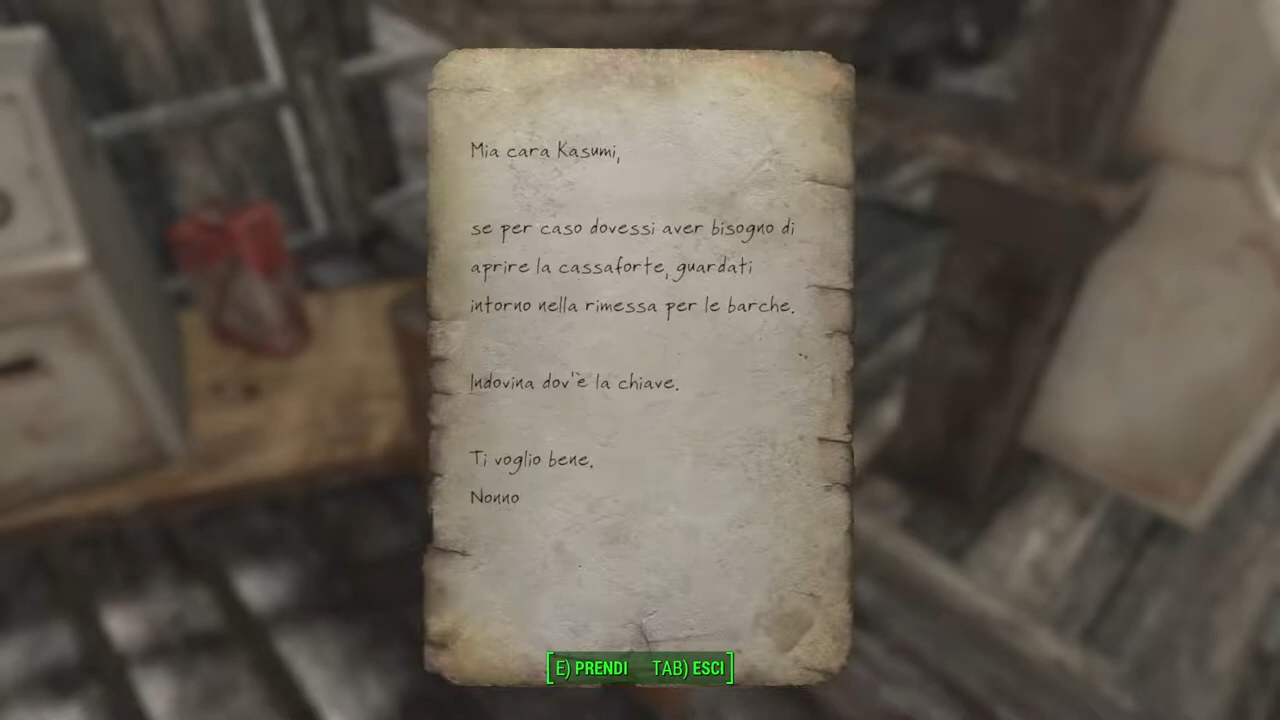 Mia cara Kasumi,
se per caso dovessi aver bisogno di
aprire la cassaforte, guardati
intorno nella rimessa per le barche.
Indovina dov'è la chiave.
Ti voglio bene.
Nonno
E) PRENDI TAB) ESCI